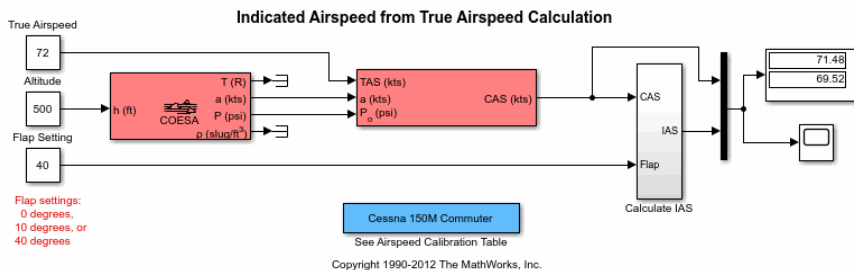 Indicated Airspeed from True Airspeed Calculation
True Airspeed
72
Altitude
500
Flap Setting
40
Flap settings:
0 degrees,
10 degrees, or
40 degrees
h (ft)
COESA
T (R)
a (kts)
P (psi)
ρ (slug/ft³)
TAS (kts)
a (kts)
Pₒ (psi)
CAS (kts)
CAS
IAS
Flap
Calculate IAS
71.48
69.52
Cessna 150M Commuter
See Airspeed Calibration Table
Copyright 1990-2012 The MathWorks, Inc.